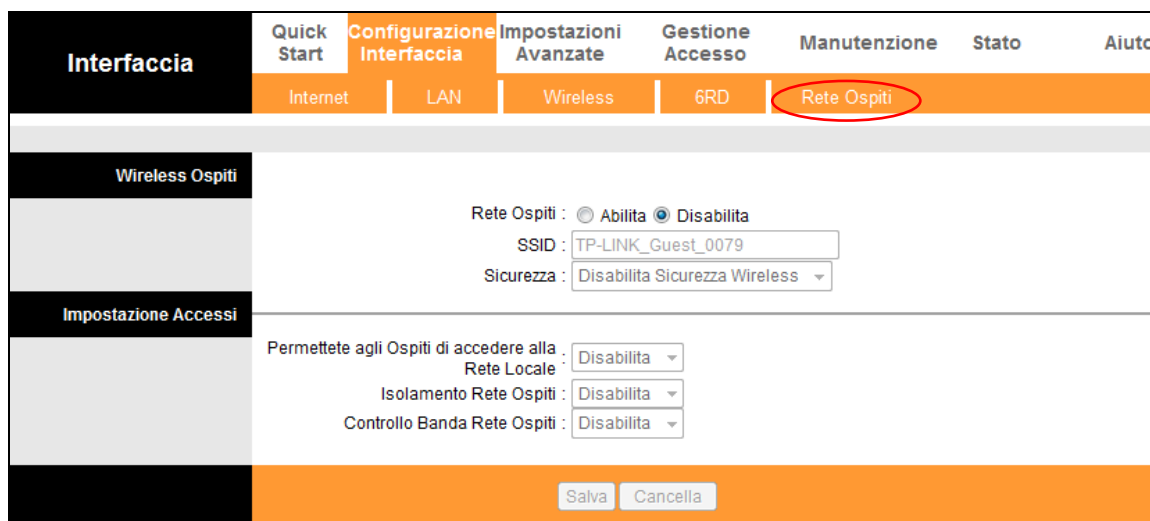 Interfaccia
Quick Start
Configurazione Interfaccia
Impostazioni Avanzate
Gestione Accesso
Manutenzione
Stato
Aiuto
Internet
LAN
Wireless
6RD
Rete Ospiti
Wireless Ospiti
Rete Ospiti : Abilita Disabilita
SSID : TP-LINK_Guest_0079
Sicurezza : Disabilita Sicurezza Wireless
Impostazione Accessi
Permettete agli Ospiti di accedere alla
Rete Locale : Disabilita
Isolamento Rete Ospiti : Disabilita
Controllo Banda Rete Ospiti : Disabilita
Salva Cancella